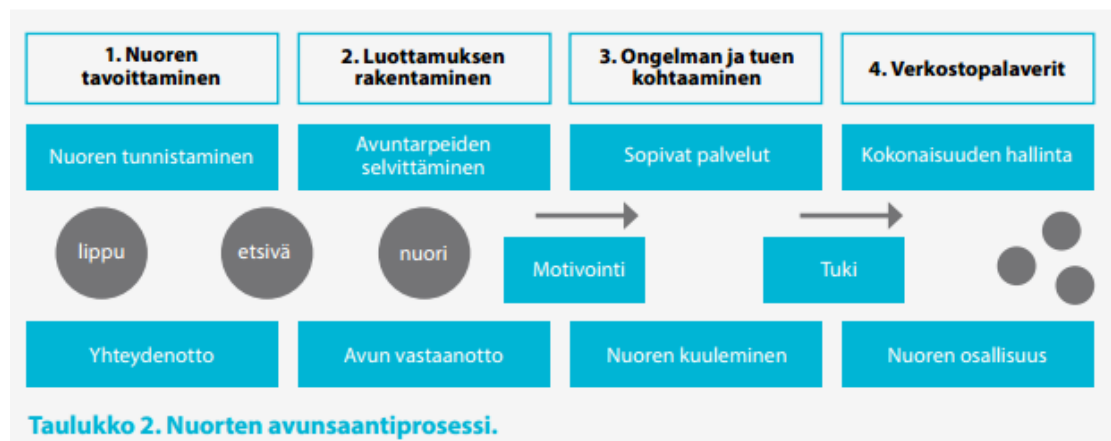 1. Nuoren
tavoittaminen
2. Luottamuksen
rakentaminen
3. Ongelman ja tuen
kohtaaminen
4. Verkostopalaverit
Nuoren tunnistaminen
Avuntarpeiden
selvittäminen
Sopivat palvelut
Kokonaisuuden hallinta
lippu
etsivä
nuori
Motivointi
Tuki
Yhteydenotto
Avun vastaanotto
Nuoren kuuleminen
Nuoren osallisuus
Taulukko 2. Nuorten avunsaantiprosessi.